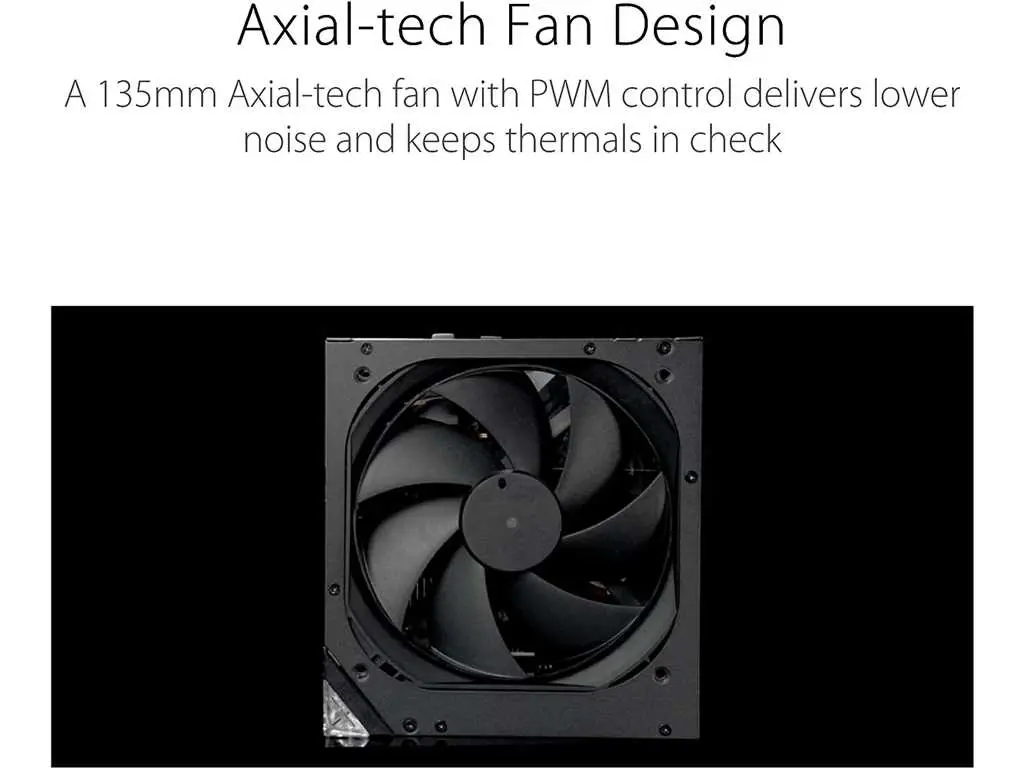 Axial-tech Fan Design
A 135mm Axial-tech fan with PWM control delivers lower
noise and keeps thermals in check